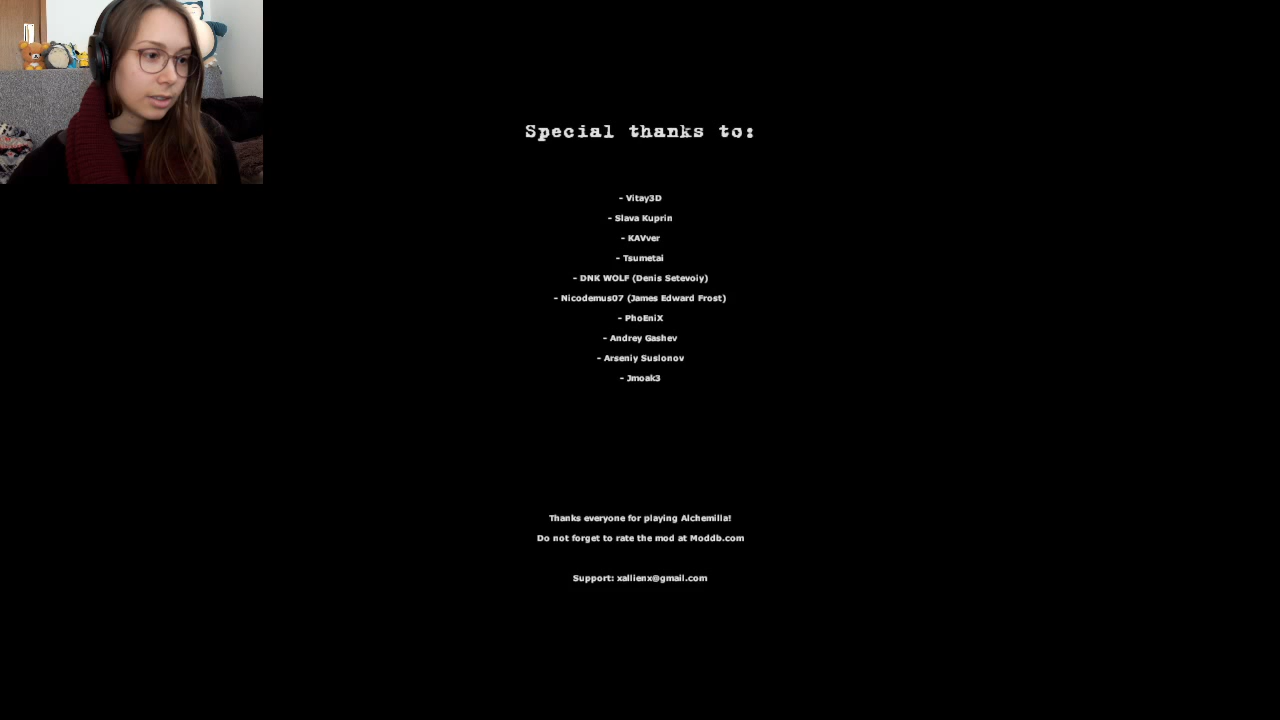 Special thanks to:
- Vitay3D
- Slava Kuprin
- KAVver
- Tsumetai
- DNK WOLF (Denis Setevoiy)
- Nicodemus07 (James Edward Frost)
- PhoEniX
- Andrey Gashev
- Arseniy Suslonov
- Jmoak3
Thanks everyone for playing Alchemilla!
Do not forget to rate the mod at Moddb.com
Support: xallienx@gmail.com